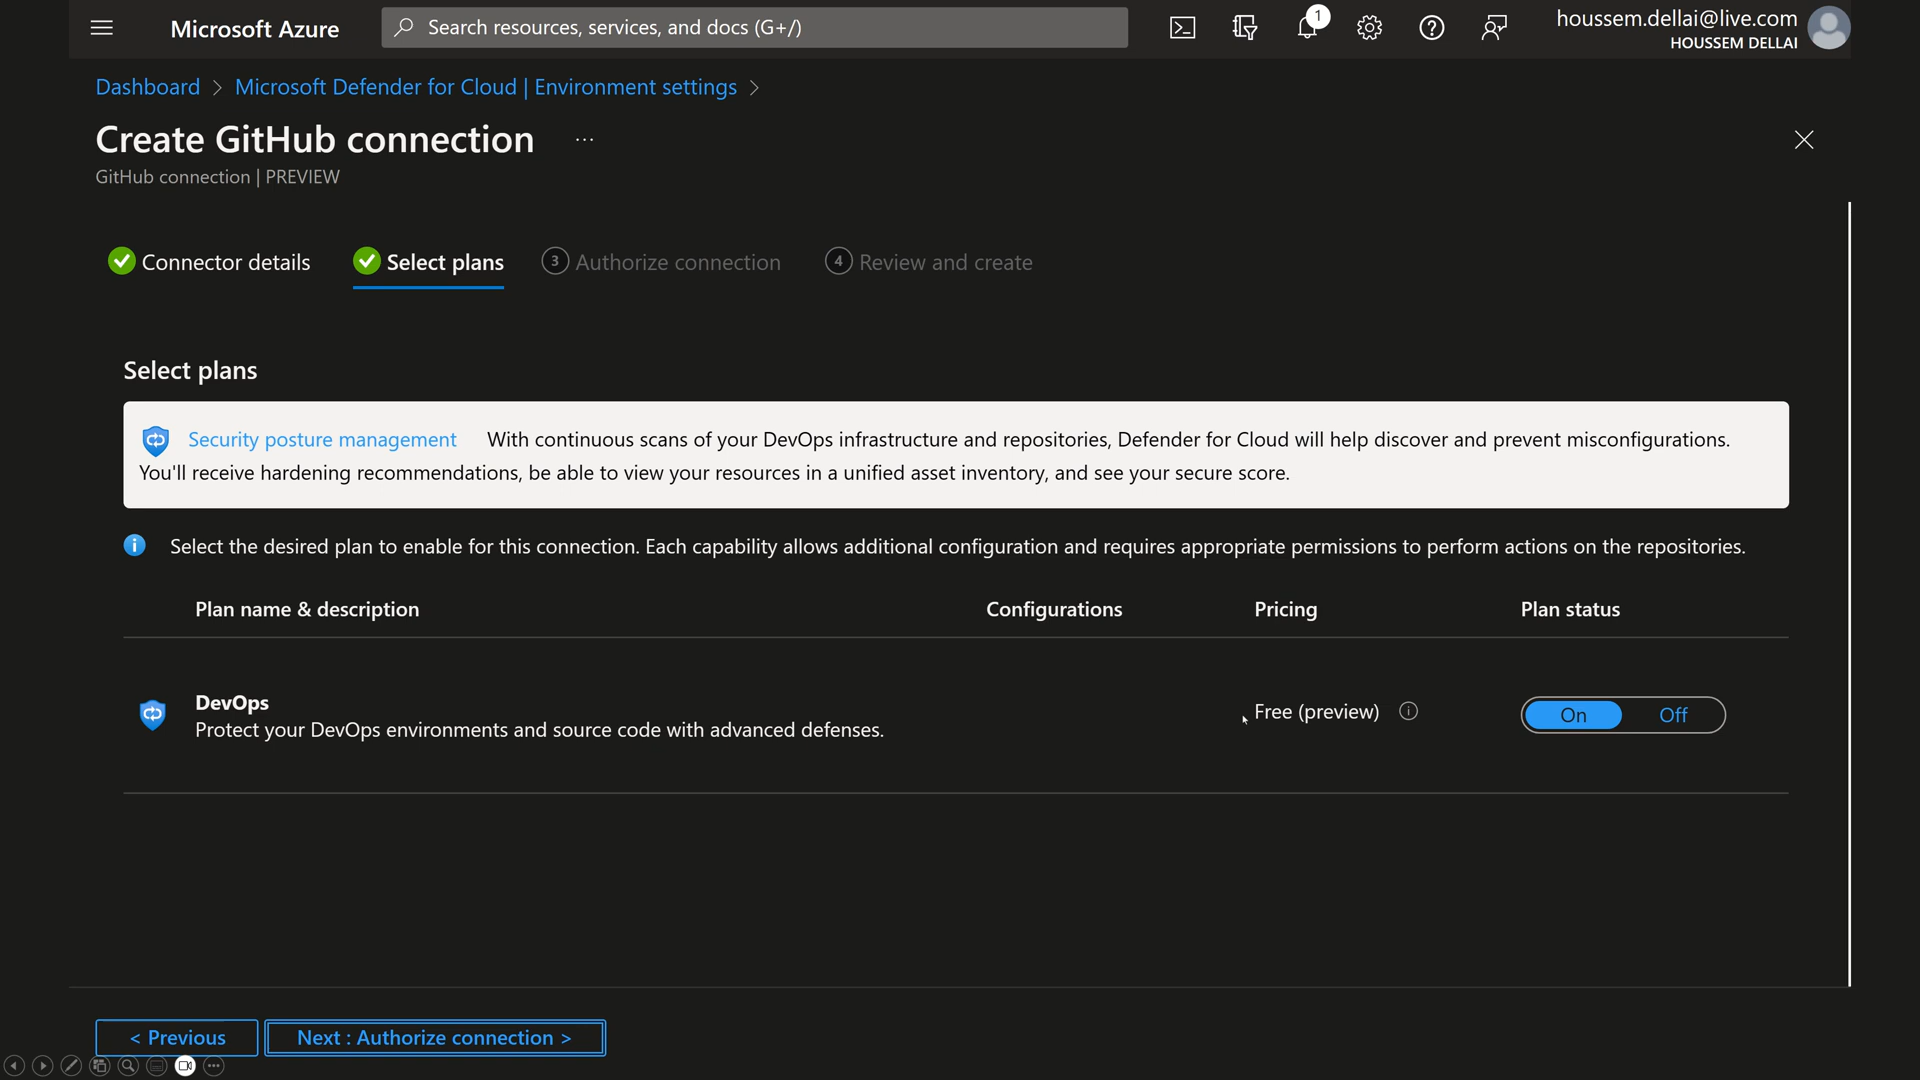 Microsoft Azure
Search resources, services, and docs (G+/)
1
houssem.dellai@live.com
HOUSSEM DELLAI
Dashboard > Microsoft Defender for Cloud | Environment settings >
Create GitHub connection ...
GitHub connection | PREVIEW
Connector details
Select plans
3 Authorize connection
4 Review and create
Select plans
Security posture management With continuous scans of your DevOps infrastructure and repositories, Defender for Cloud will help discover and prevent misconfigurations.
You'll receive hardening recommendations, be able to view your resources in a unified asset inventory, and see your secure score.
Select the desired plan to enable for this connection. Each capability allows additional configuration and requires appropriate permissions to perform actions on the repositories.
Plan name & description Configurations Pricing Plan status
DevOps
Protect your DevOps environments and source code with advanced defenses.
Free (preview)
On Off
< Previous
Next : Authorize connection >